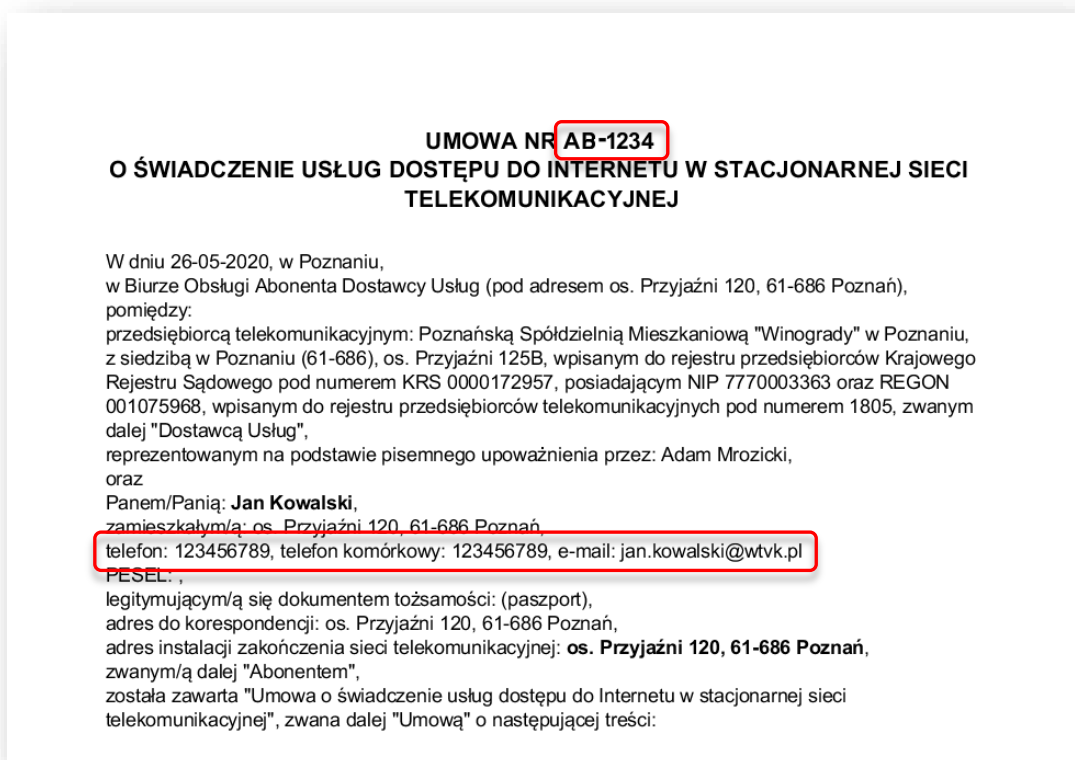 UMOWA NR AB-1234
O ŚWIADCZENIE USŁUG DOSTĘPU DO INTERNETU W STACJONARNEJ SIECI
TELEKOMUNIKACYJNEJ
W dniu 26-05-2020, w Poznaniu,
w Biurze Obsługi Abonenta Dostawcy Usług (pod adresem os. Przyjaźni 120, 61-686 Poznań),
pomiędzy:
przedsiębiorcą telekomunikacyjnym: Poznańską Spółdzielnią Mieszkaniową "Winogrady" w Poznaniu,
z siedzibą w Poznaniu (61-686), os. Przyjaźni 125B, wpisanym do rejestru przedsiębiorców Krajowego
Rejestru Sądowego pod numerem KRS 0000172957, posiadającym NIP 7770003363 oraz REGON
001075968, wpisanym do rejestru przedsiębiorców telekomunikacyjnych pod numerem 1805, zwanym
dalej "Dostawcą Usług",
reprezentowanym na podstawie pisemnego upoważnienia przez: Adam Mrozicki,
oraz
Panem/Panią: Jan Kowalski,
zamieszkałym/ą: os. Przyjaźni 120, 61-686 Poznań,
telefon: 123456789, telefon komórkowy: 123456789, e-mail: jan.kowalski@wtvk.pl
PESEL: ,
legitymującym/ą się dokumentem tożsamości: (paszport),
adres do korespondencji: os. Przyjaźni 120, 61-686 Poznań,
adres instalacji zakończenia sieci telekomunikacyjnej: os. Przyjaźni 120, 61-686 Poznań,
zwanym/ą dalej "Abonentem",
została zawarta "Umowa o świadczenie usług dostępu do Internetu w stacjonarnej sieci
telekomunikacyjnej", zwana dalej "Umową" o następującej treści: